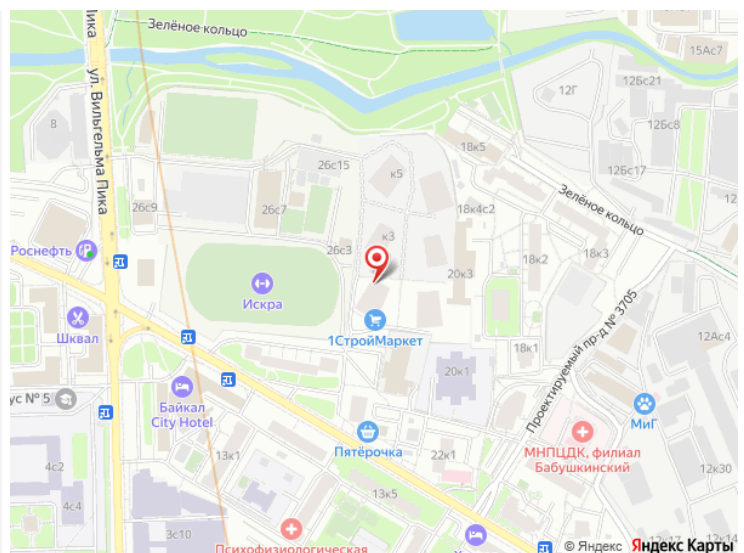 Зелёное кольцо
Пика
ул. Вильгельма Пика
15Ас7
12Бс21
12Г
8
12Бс8
18к5
26с15
к5
12Бс17
Зелёное кольцо
26с9
26с7
18к4с2
к3
Роснефть
26с3
18к2
18к3
20к3
Искра
Проектируемый пр-д № 3705
Шквал
1СтройМаркет
12Ас4
18к1
20к1
ус № 5
Байкал
City Hotel
МиГ
Пятёрочка
МНПЦДК, филиал
Бабушкинский
4с2
13к1
22к1
12к30
4с4
13к5
3с10
Психофизиологическая
12к14
12к17
© Яндекс Яндекс Карты